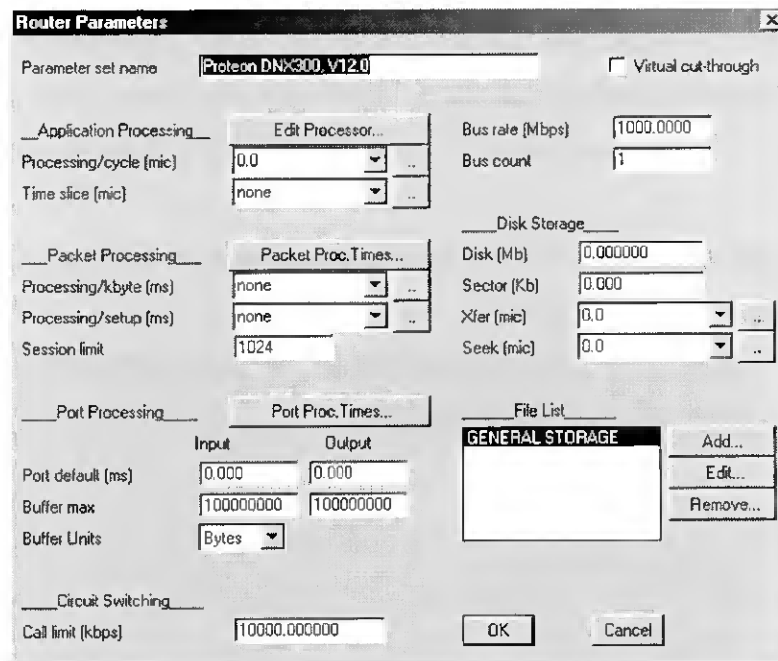 Router Parameters
Parameter set name Proteon DNX300, V12.0 Virtual cut-through
Application Processing Edit Processor... Bus rate (Mbps) 1000.0000
Processing/cycle (mic) 0.0 .. Bus count 1
Time slice (mic) none ..
Disk Storage
Packet Processing Packet Proc.Times... Disk (Mb) 0.000000
Processing/kbyte (ms) none .. Sector (Kb) 0.000
Processing/setup (ms) none .. Xfer (mic) 0.0 ..
Session limit 1024 Seek (mic) 0.0 ..
Port Processing Port Proc.Times... File List
Input Output GENERAL STORAGE Add...
Port default (ms) 0.000 0.000 Edit...
Buffer max 100000000 100000000 Remove...
Buffer Units Bytes
Circuit Switching
Call limit (kbps) 10000.000000 OK Cancel